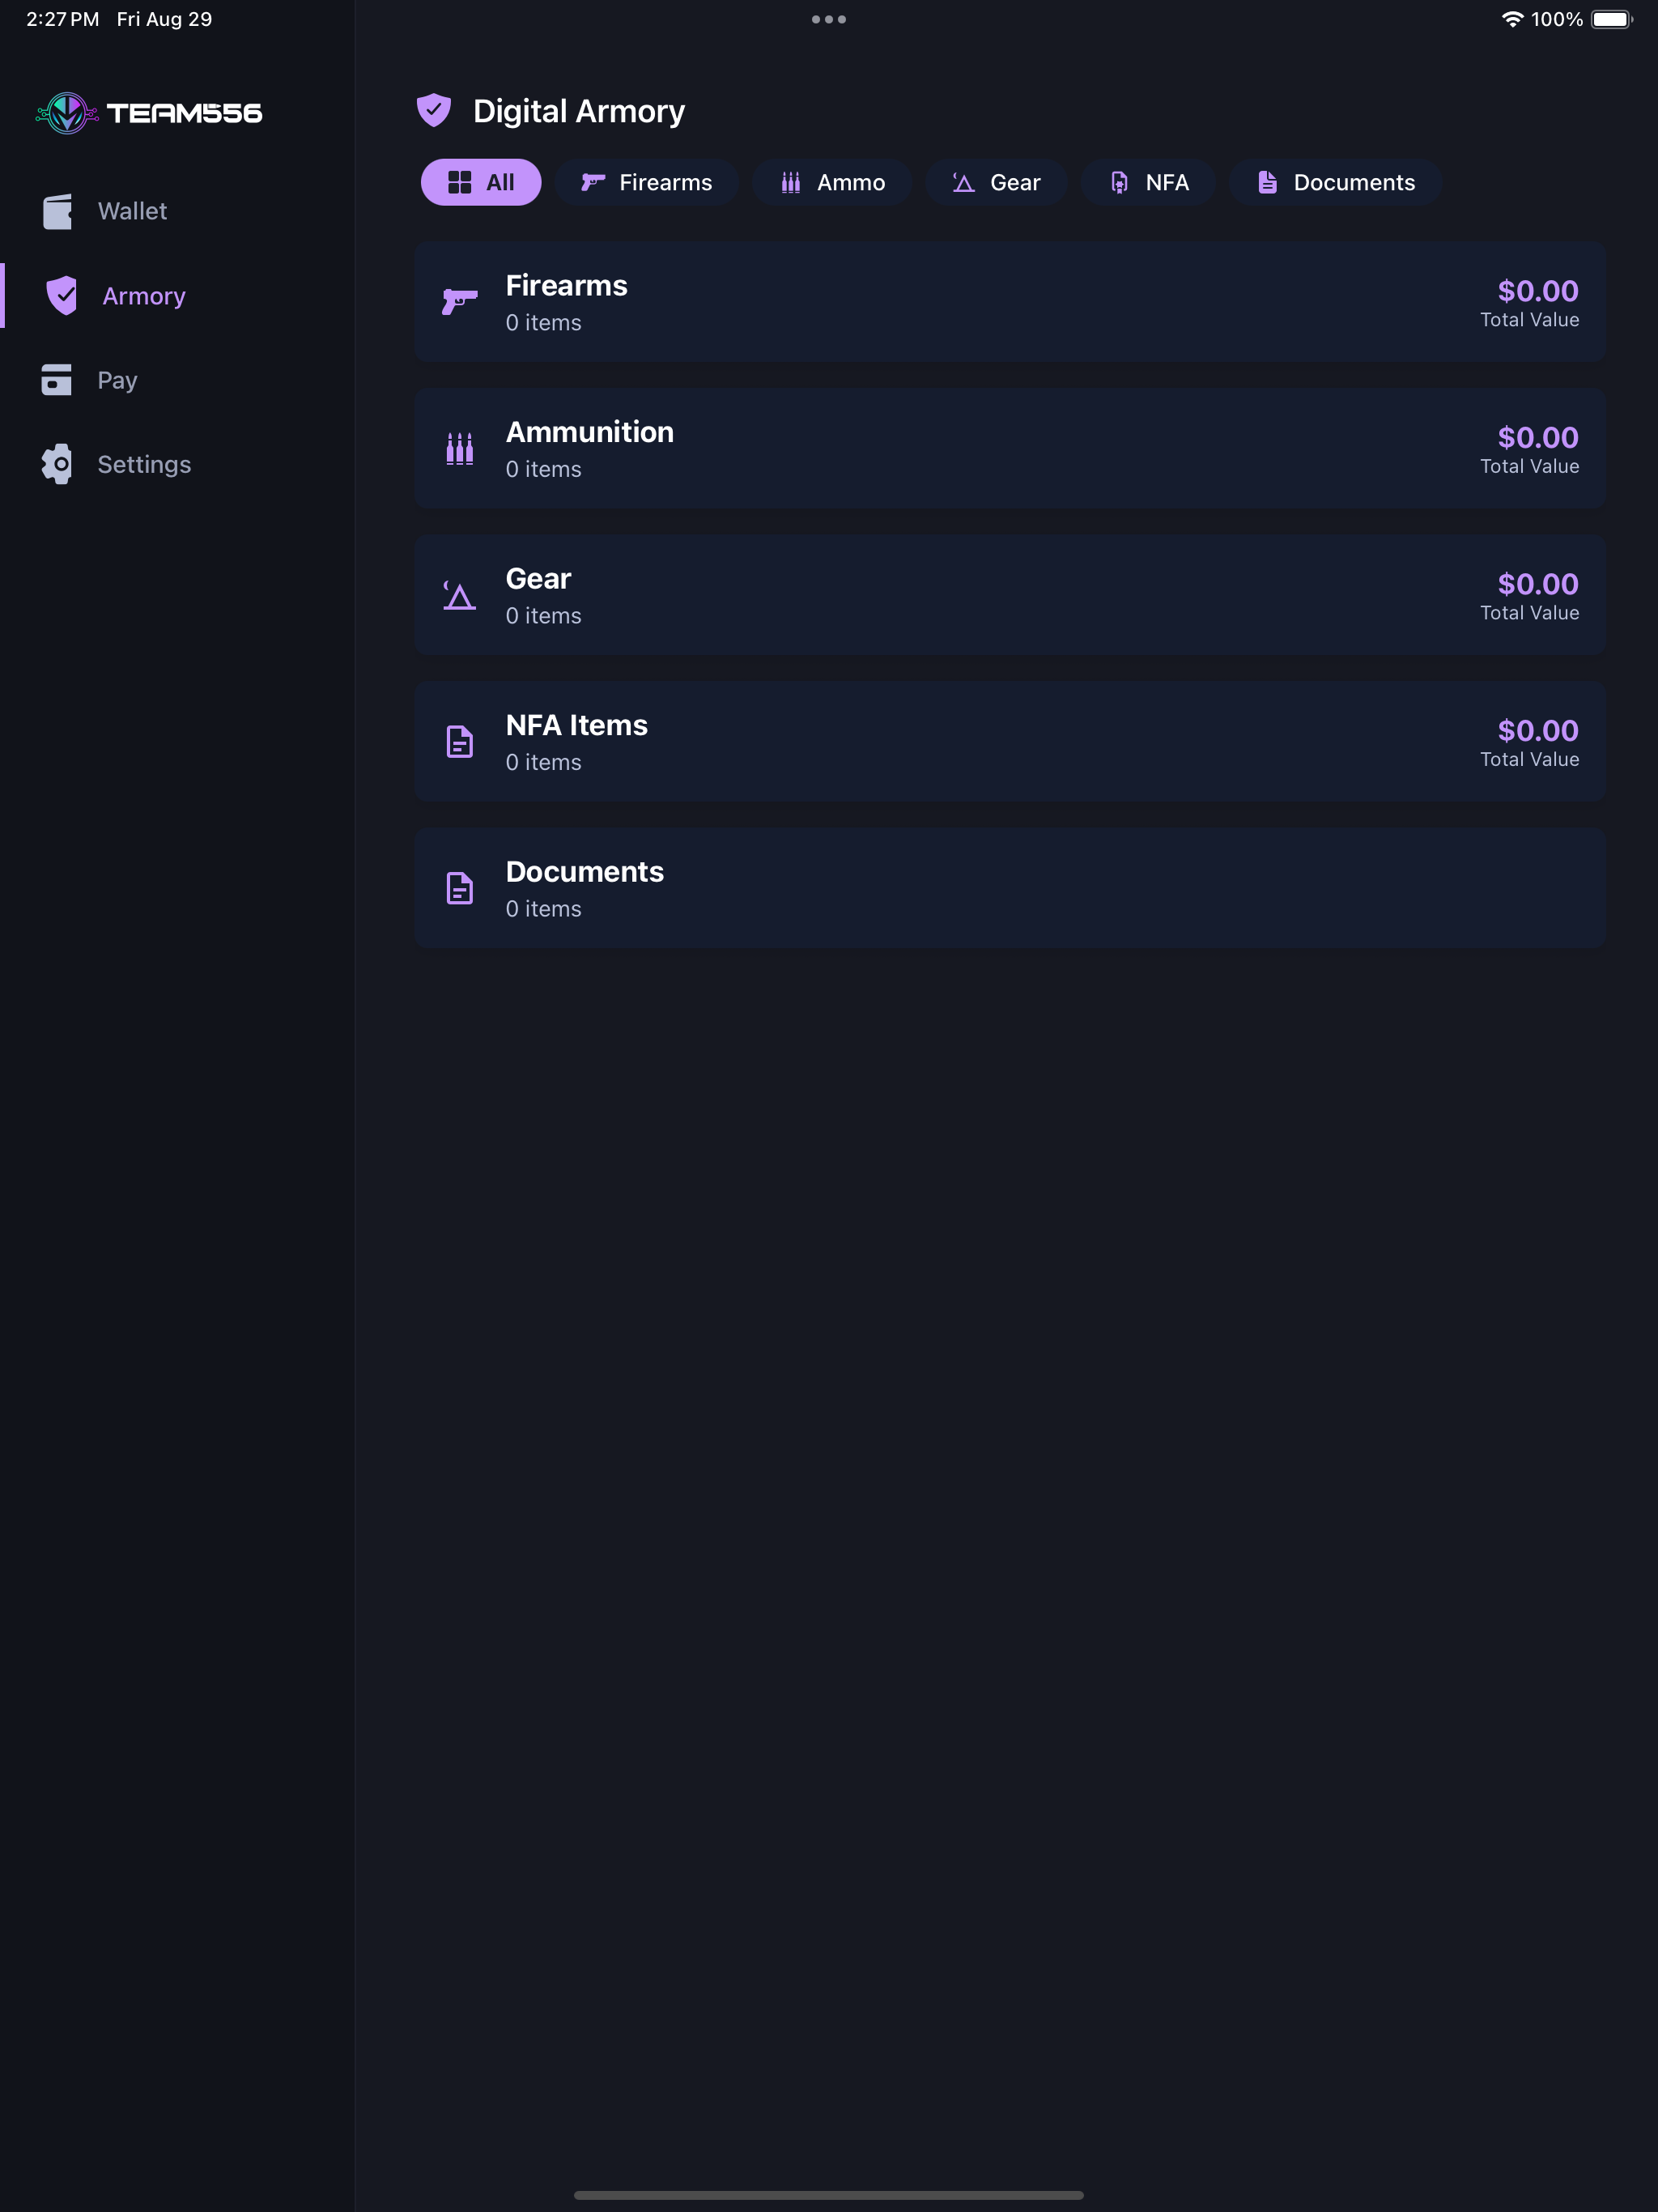 2:27 PM Fri Aug 29
100%
TEAM556
Wallet
Armory
Pay
Settings
Digital Armory
All Firearms Ammo Gear NFA Documents
Firearms
0 items
$0.00
Total Value
Ammunition
0 items
$0.00
Total Value
Gear
0 items
$0.00
Total Value
NFA Items
0 items
$0.00
Total Value
Documents
0 items